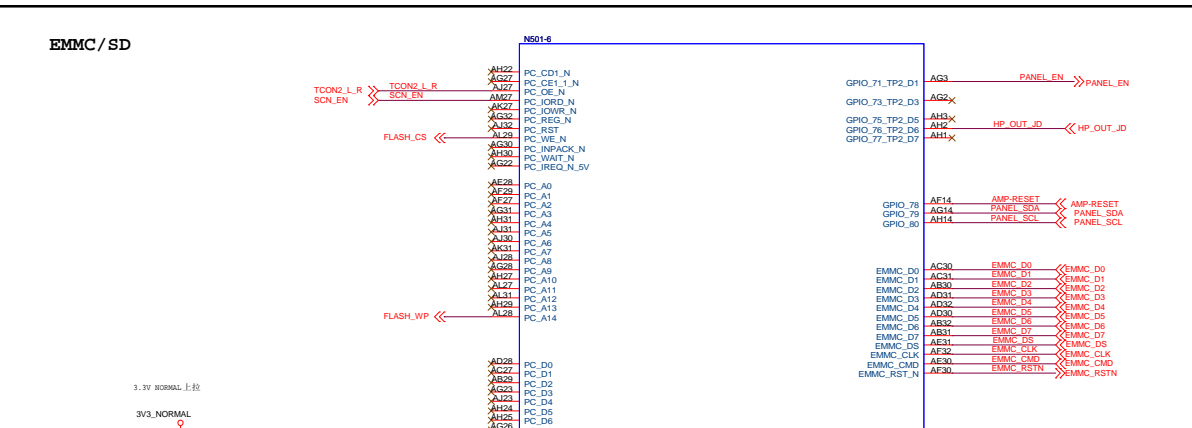 EMMC/SD
N501-6
AH22 PC_CD1_N
AG27 PC_CE1_1_N
TCON2_L_R TCON2_L_R AJ27 PC_OE_N
SCN_EN SCN_EN AM27 PC_IORD_N
AK27 PC_IOWR_N
AG32 PC_REG_N
AJ32 PC_RST
FLASH_CS AL29 PC_WE_N
AG30 PC_INPACK_N
AH30 PC_WAIT_N
AG22 PC_IREQ_N_5V
AE28 PC_A0
AF29 PC_A1
AF27 PC_A2
AG31 PC_A3
AH31 PC_A4
AJ31 PC_A5
AJ30 PC_A6
AK31 PC_A7
AJ28 PC_A8
AG28 PC_A9
AH27 PC_A10
AL27 PC_A11
AL31 PC_A12
AH29 PC_A13
FLASH_WP AL28 PC_A14
AD28 PC_D0
AC27 PC_D1
AB29 PC_D2
AG23 PC_D3
AJ23 PC_D4
AH24 PC_D5
AH25 PC_D6
AG26
GPIO_71_TP2_D1 AG3 PANEL_EN PANEL_EN
GPIO_73_TP2_D3 AG2
GPIO_75_TP2_D5 AH3
GPIO_76_TP2_D6 AH2 HP_OUT_JD HP_OUT_JD
GPIO_77_TP2_D7 AH1
GPIO_78 AF14 AMP-RESET AMP-RESET
GPIO_79 AG14 PANEL_SDA PANEL_SDA
GPIO_80 AH14 PANEL_SCL PANEL_SCL
EMMC_D0 AC30 EMMC_D0 EMMC_D0
EMMC_D1 AC31 EMMC_D1 EMMC_D1
EMMC_D2 AB30 EMMC_D2 EMMC_D2
EMMC_D3 AD31 EMMC_D3 EMMC_D3
EMMC_D4 AD32 EMMC_D4 EMMC_D4
EMMC_D5 AD30 EMMC_D5 EMMC_D5
EMMC_D6 AB32 EMMC_D6 EMMC_D6
EMMC_D7 AB31 EMMC_D7 EMMC_D7
EMMC_DS AE31 EMMC_DS EMMC_DS
EMMC_CLK AF32 EMMC_CLK EMMC_CLK
EMMC_CMD AE30 EMMC_CMD EMMC_CMD
EMMC_RST_N AF30 EMMC_RSTN EMMC_RSTN
3.3V NORMAL上拉
3V3_NORMAL